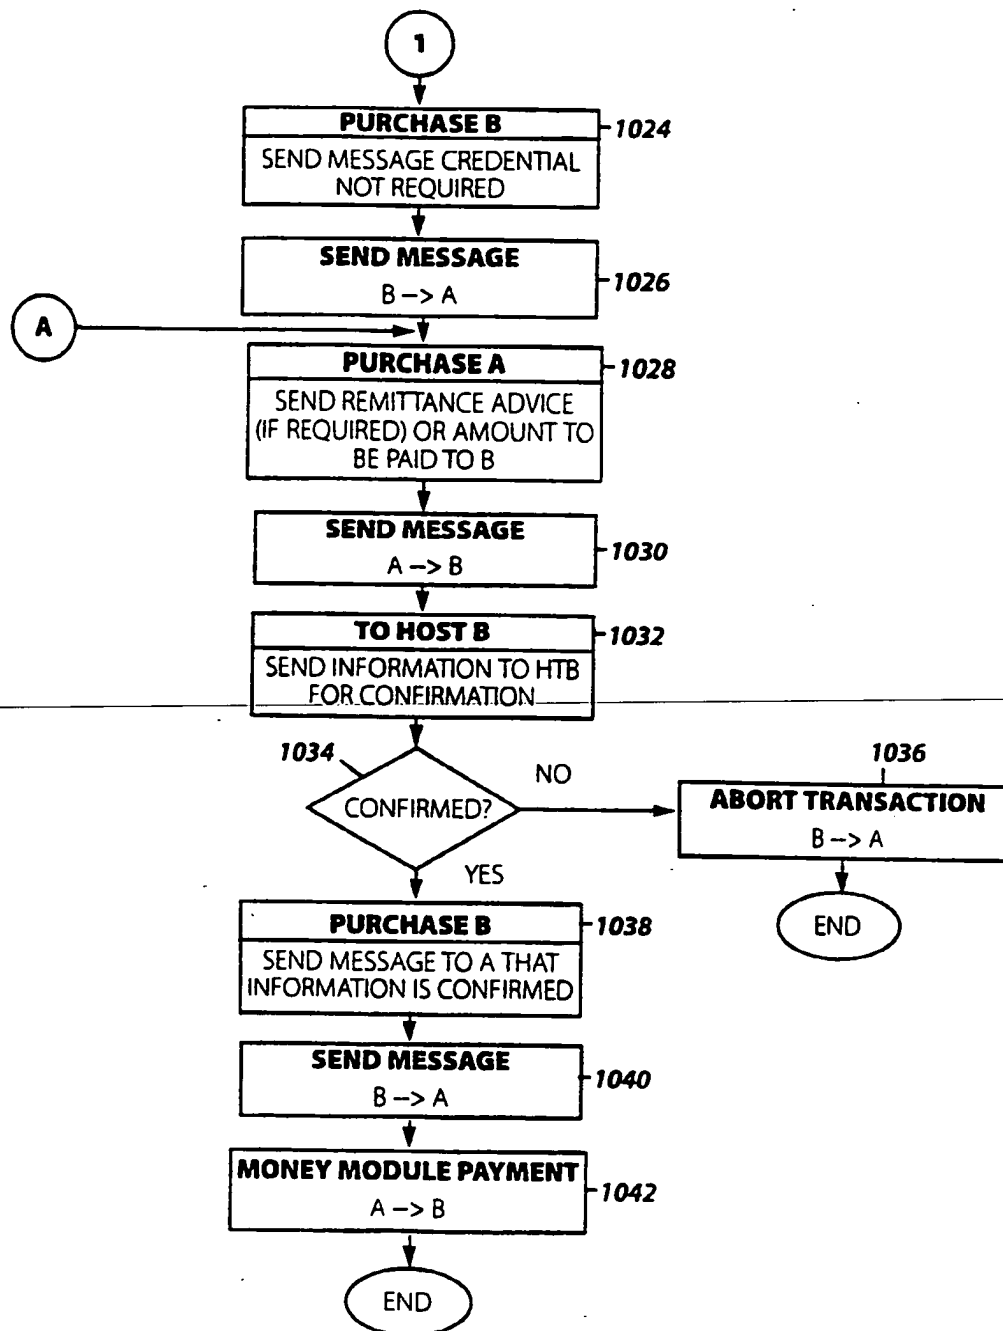 1
PURCHASE B
1024
SEND MESSAGE CREDENTIAL
NOT REQUIRED
SEND MESSAGE
1026
B --> A
A
PURCHASE A
1028
SEND REMITTANCE ADVICE
(IF REQUIRED) OR AMOUNT TO
BE PAID TO B
SEND MESSAGE
1030
A --> B
TO HOST B
1032
SEND INFORMATION TO HTB
FOR CONFIRMATION
1034
CONFIRMED?
NO
1036
ABORT TRANSACTION
B --> A
END
YES
PURCHASE B
1038
SEND MESSAGE TO A THAT
INFORMATION IS CONFIRMED
SEND MESSAGE
1040
B --> A
MONEY MODULE PAYMENT
1042
A --> B
END